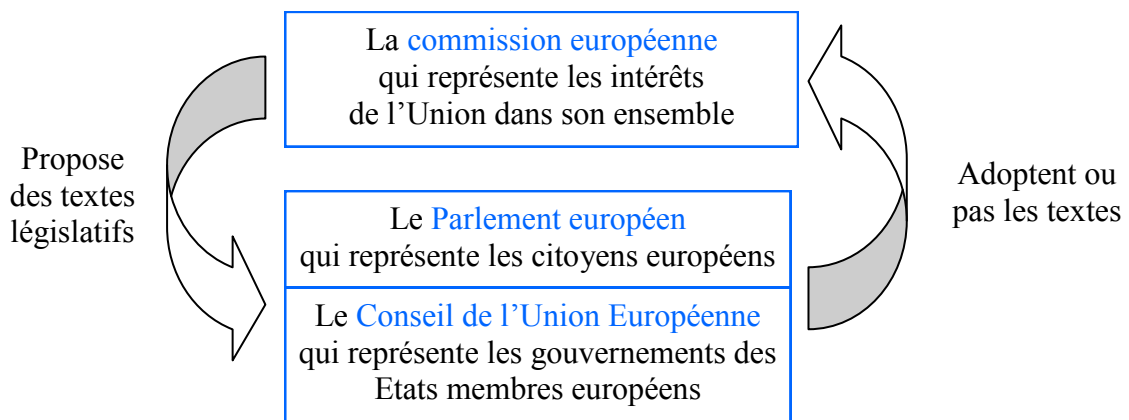 La commission européenne
qui représente les intérêts
de l’Union dans son ensemble
Propose
des textes
législatifs
Adoptent ou
pas les textes
Le Parlement européen
qui représente les citoyens européens
Le Conseil de l’Union Européenne
qui représente les gouvernements des
Etats membres européens